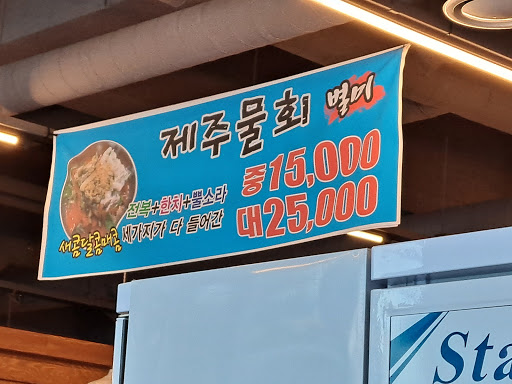 제주물회 별미
전복+한치+뿔소라
새콤달콤매콤 세가지가 다 들어간
중15,000
대25,000
Sta